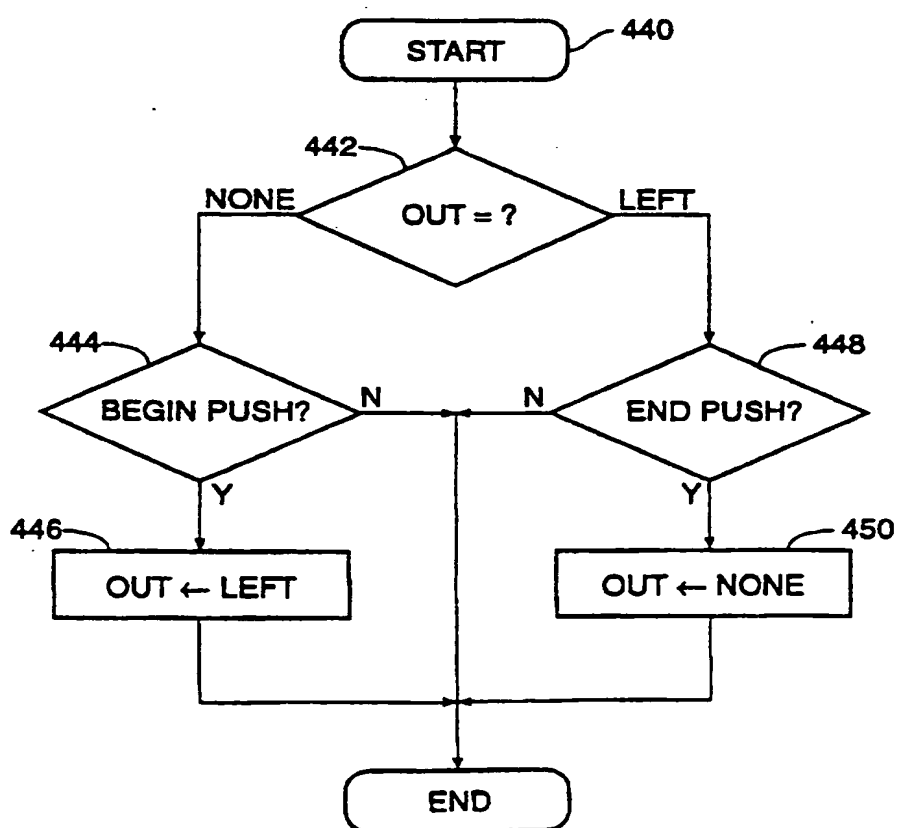 START
440
442
NONE
OUT = ?
LEFT
444
BEGIN PUSH?
N
N
END PUSH?
448
Y
Y
446
OUT ← LEFT
OUT ← NONE
450
END